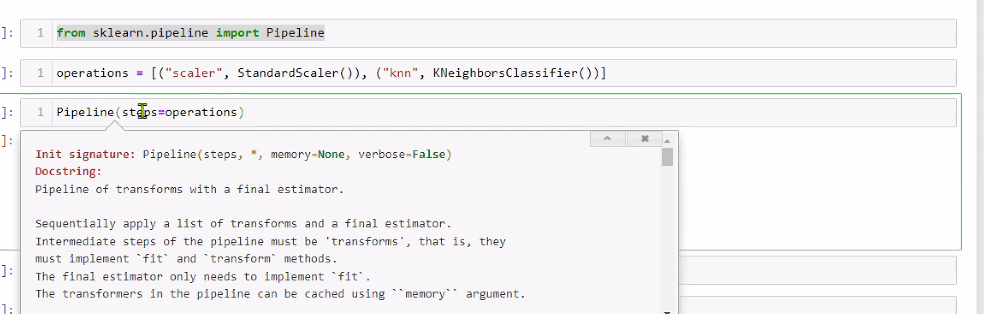 ]: 1 from sklearn.pipeline import Pipeline
]: 1 operations = [("scaler", StandardScaler()), ("knn", KNeighborsClassifier())]
]: 1 Pipeline(steps=operations)
]:
Init signature: Pipeline(steps, *, memory=None, verbose=False)
Docstring:
Pipeline of transforms with a final estimator.
Sequentially apply a list of transforms and a final estimator.
Intermediate steps of the pipeline must be 'transforms', that is, they
must implement `fit` and `transform` methods.
The final estimator only needs to implement `fit`.
The transformers in the pipeline can be cached using ``memory`` argument.
]:
]: